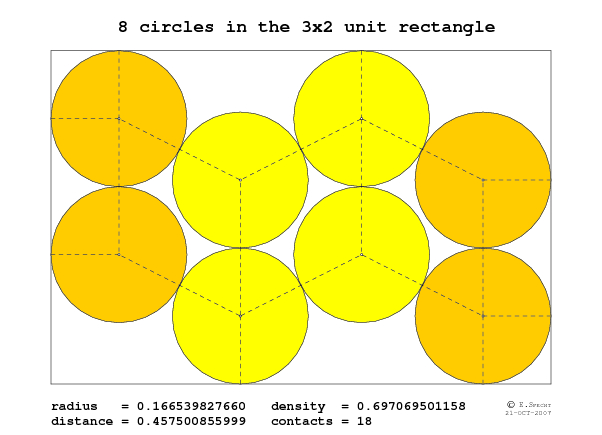 8 circles in the 3x2 unit rectangle
radius = 0.166539827660 density = 0.697069501158
distance = 0.457500855999 contacts = 18
© E.Specht
21-OCT-2007